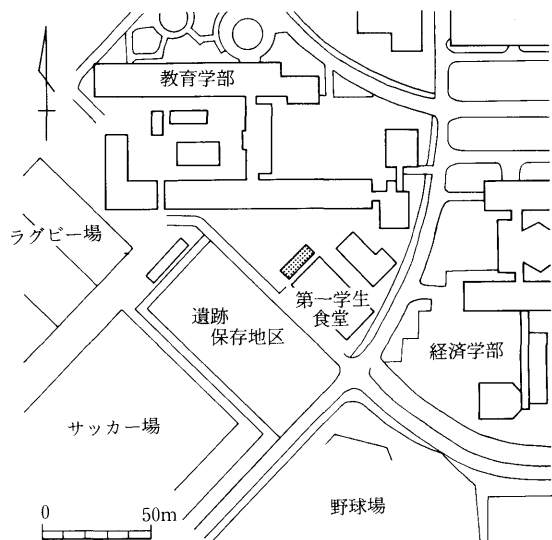 教育学部
ラグビー場
第一学生
食堂
遺跡
保存地区
経済学部
サッカー場
野球場
0 50m